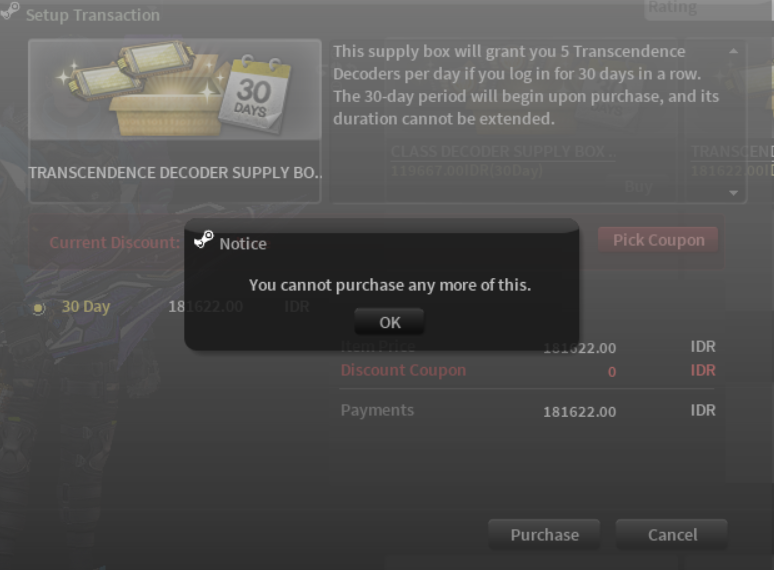 Setup Transaction
Rating
30
DAYS
TRANSCENDENCE DECODER SUPPLY BO..
This supply box will grant you 5 Transcendence
Decoders per day if you log in for 30 days in a row.
The 30-day period will begin upon purchase, and its
duration cannot be extended.
CLASS DECODER SUPPLY BOX ..
119667.00IDR(30Day)
Buy
TRANSCEND
181622.00ID
Current Discount:
Pick Coupon
Notice
You cannot purchase any more of this.
OK
30 Day 181622.00 IDR
Item Price 181622.00 IDR
Discount Coupon 0 IDR
Payments 181622.00 IDR
Purchase Cancel